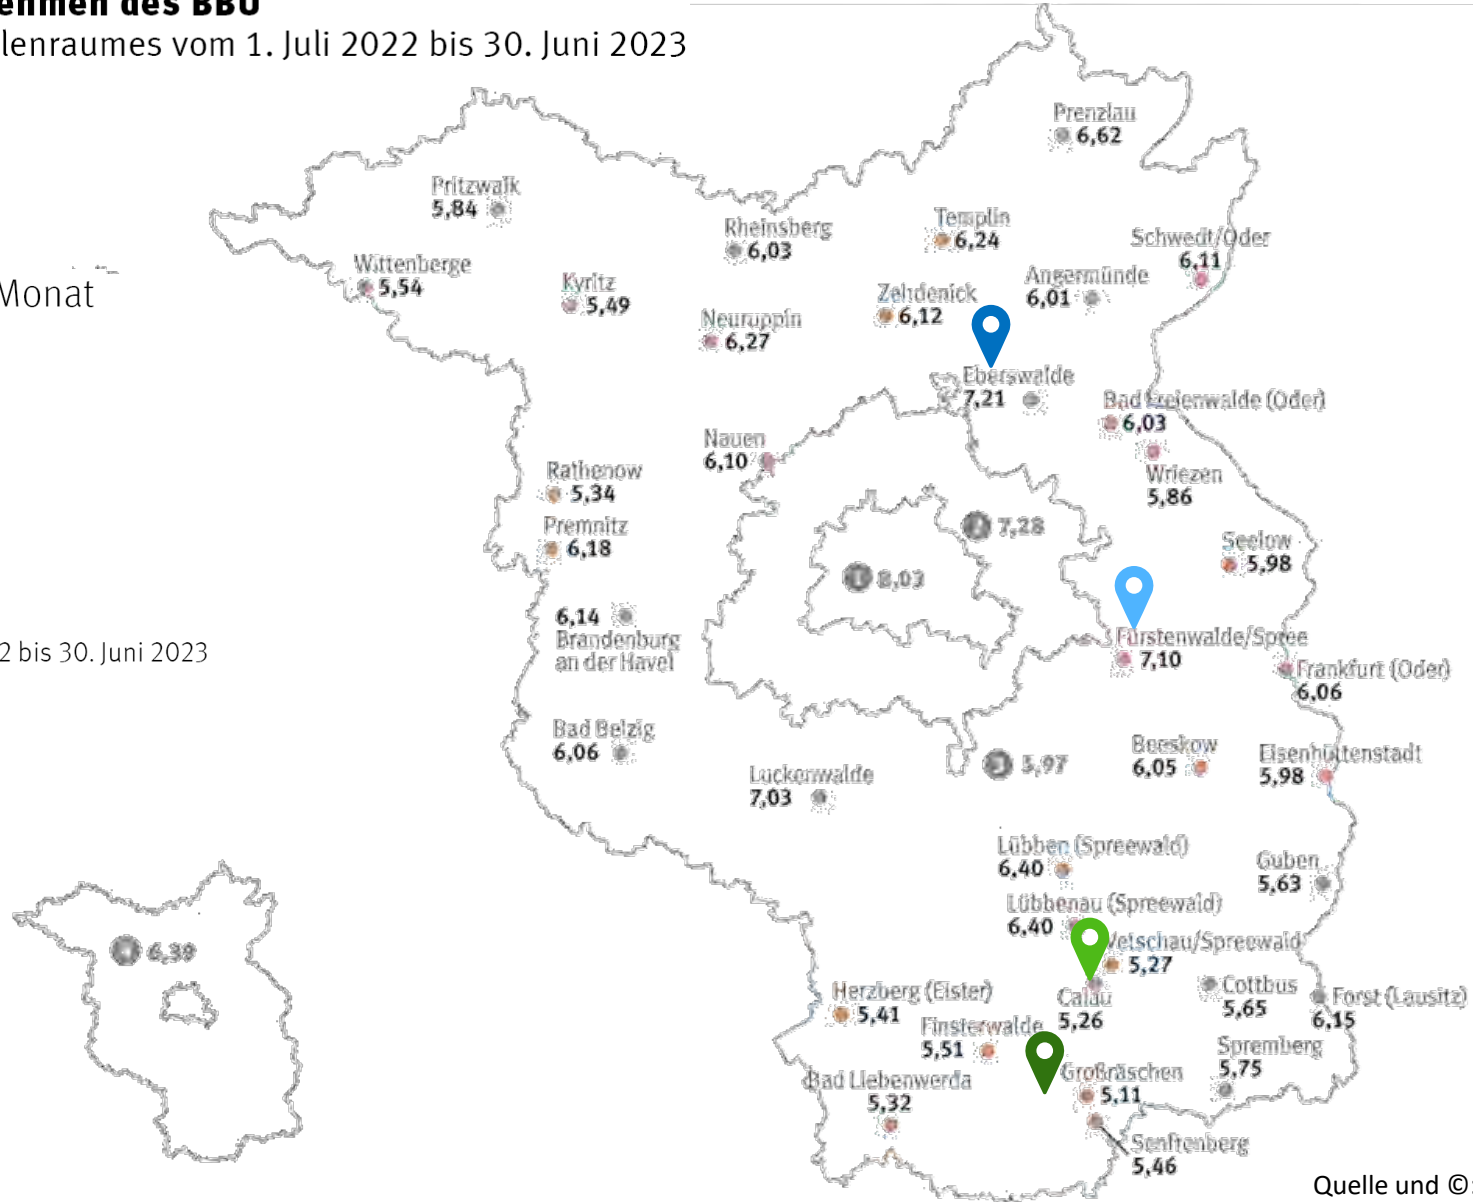 ehmen des BBU
lenraumes vom 1. Juli 2022 bis 30. Juni 2023
Monat
2 bis 30. Juni 2023
Prenzlau
6,62
Pritzwalk
5,84
Rheinsberg
6,03
Templin
6,24
Schwedt/Oder
6,11
Wittenberge
5,54
Kyritz
5,49
Angermünde
6,01
Zehdenick
6,12
Neuruppin
6,27
Eberswalde
7,21
Bad Freienwalde (Oder)
6,03
Nauen
6,10
Wriezen
5,86
Rathenow
5,34
Premnitz
6,18
7,28
Seelow
5,98
8,03
6,14
Brandenburg
an der Havel
Fürstenwalde/Spree
7,10
Frankfurt (Oder)
6,06
Bad Belzig
6,06
Luckenwalde
7,03
5,97
Beeskow
6,05
Eisenhüttenstadt
5,98
Lübben (Spreewald)
6,40
Guben
5,63
Lübbenau (Spreewald)
6,40
Vetschau/Spreewald
5,27
6,39
Herzberg (Elster)
5,41
Calau
5,26
Cottbus
5,65
Forst (Lausitz)
6,15
Finsterwalde
5,51
Spremberg
5,75
Bad Liebenwerda
5,32
Großräschen
5,11
Senftenberg
5,46
Quelle und ©: